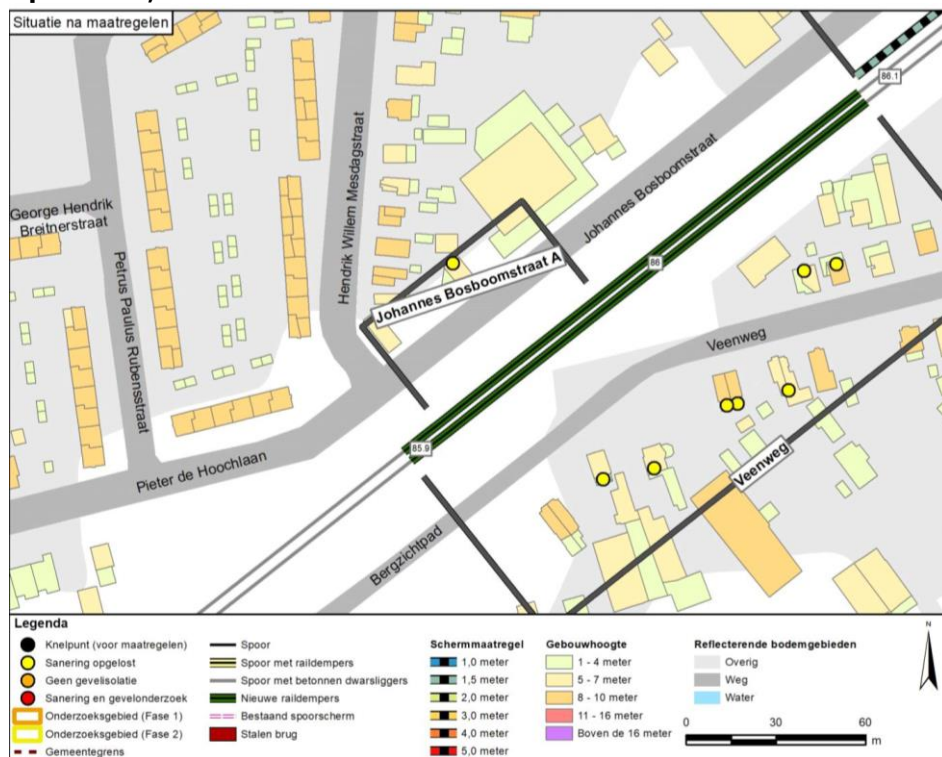 Situatie na maatregelen
86.1
George Hendrik
Breitnerstraat
Petrus Paulus Rubensstraat
Hendrik Willem Mesdagstraat
Johannes Bosboomstraat
Johannes Bosboomstraat A
86
Veenweg
85.9
Pieter de Hoochlaan
Veenweg
Bergzichtpad
Legenda
Knelpunt (voor maatregelen)
Sanering opgelost
Geen gevelisolatie
Sanering en gevelonderzoek
Onderzoeksgebied (Fase 1)
Onderzoeksgebied (Fase 2)
Gemeentegrens
Spoor
Spoor met raildempers
Spoor met betonnen dwarsliggers
Nieuwe raildempers
Bestaand spoorscherm
Stalen brug
Schermmaatregel
1,0 meter
1,5 meter
2,0 meter
3,0 meter
4,0 meter
5,0 meter
Gebouwhoogte
1 - 4 meter
5 - 7 meter
8 - 10 meter
11 - 16 meter
Boven de 16 meter
Reflecterende bodemgebieden
Overig
Weg
Water
N
0 30 60
m